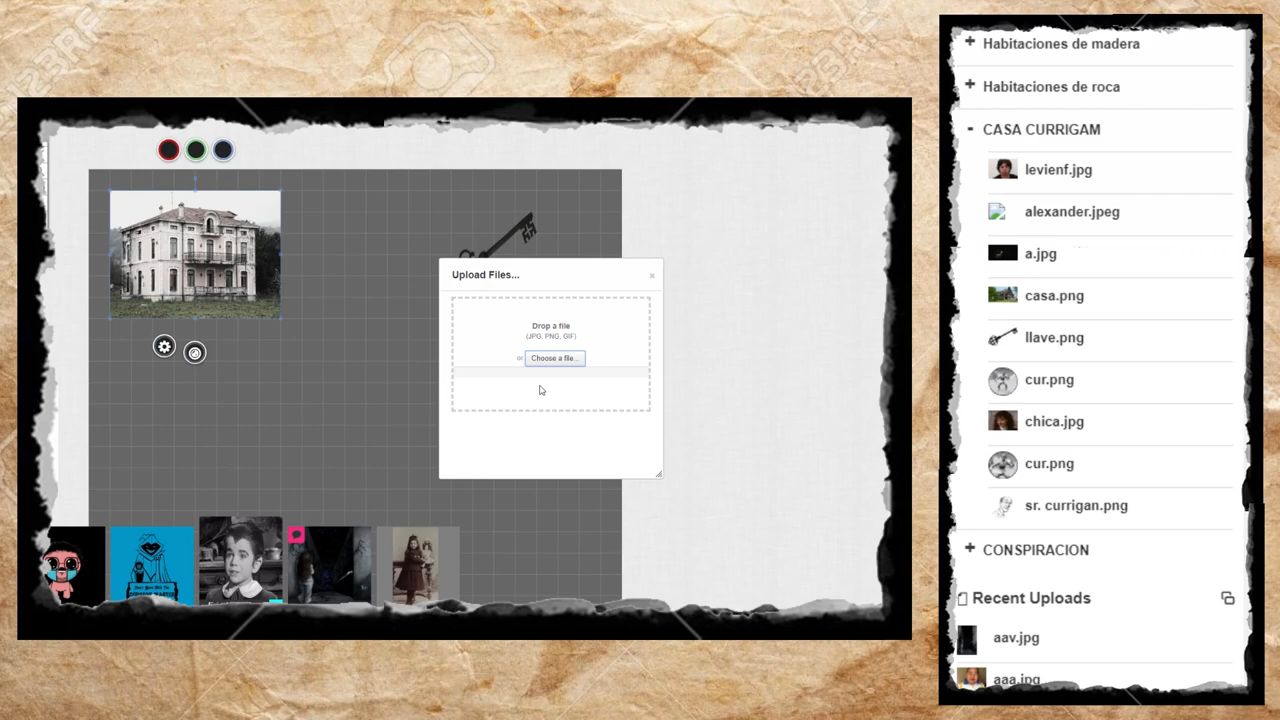 123RF
123RF
Upload Files...
×
Drop a file
(JPG, PNG, GIF)
or Choose a file...
+ Habitaciones de madera
+ Habitaciones de roca
- CASA CURRIGAM
levienf.jpg
alexander.jpeg
a.jpg
casa.png
llave.png
cur.png
chica.jpg
cur.png
sr. currigan.png
+ CONSPIRACION
Recent Uploads
aav.jpg
aaa.jpg